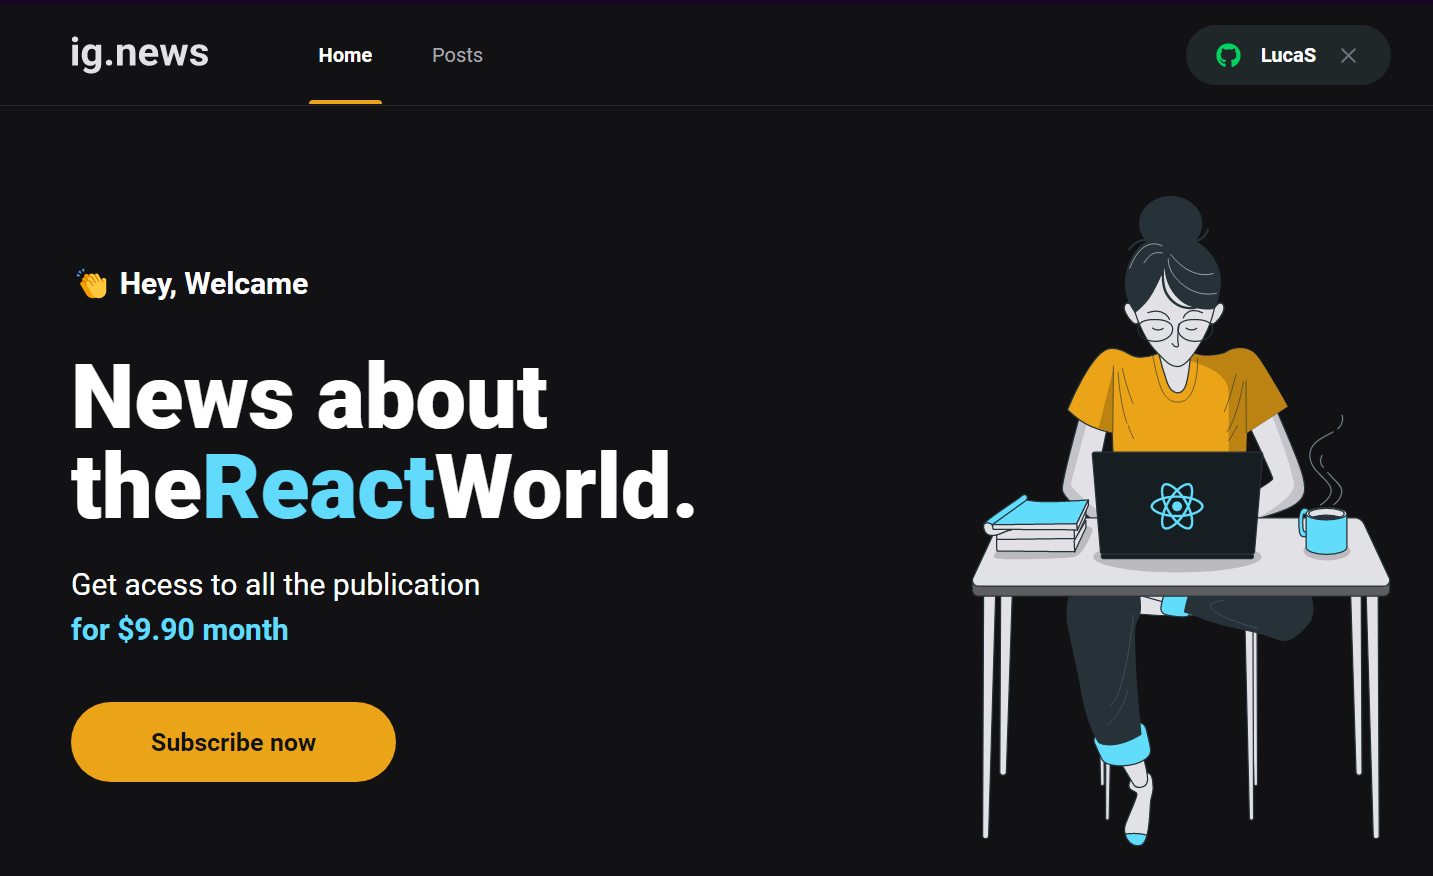 ig.news
Home
Posts
LucaS
👏 Hey, Welcame
News about
theReactWorld.
Get acess to all the publication
for $9.90 month
Subscribe now